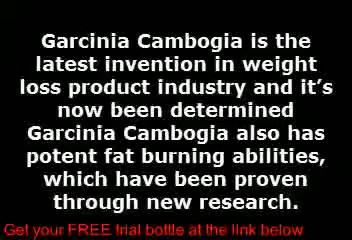 Garcinia Cambogia is the
latest invention in weight
loss product industry and it's
now been determined
Garcinia Cambogia also has
potent fat burning abilities,
which have been proven
through new research.
Get your FREE trial bottle at the link below